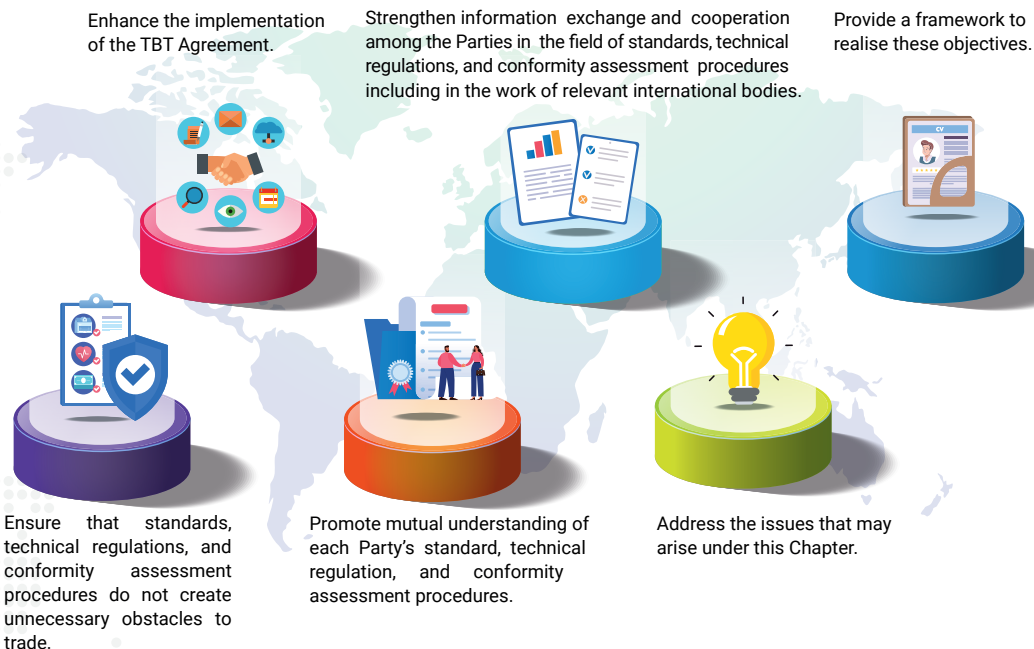 Enhance the implementation
of the TBT Agreement.
Strengthen information exchange and cooperation
among the Parties in the field of standards, technical
regulations, and conformity assessment procedures
including in the work of relevant international bodies.
Provide a framework to
realise these objectives.
CV
Ensure that standards,
technical regulations, and
conformity assessment
procedures do not create
unnecessary obstacles to
trade.
Promote mutual understanding of
each Party's standard, technical
regulation, and conformity
assessment procedures.
Address the issues that may
arise under this Chapter.